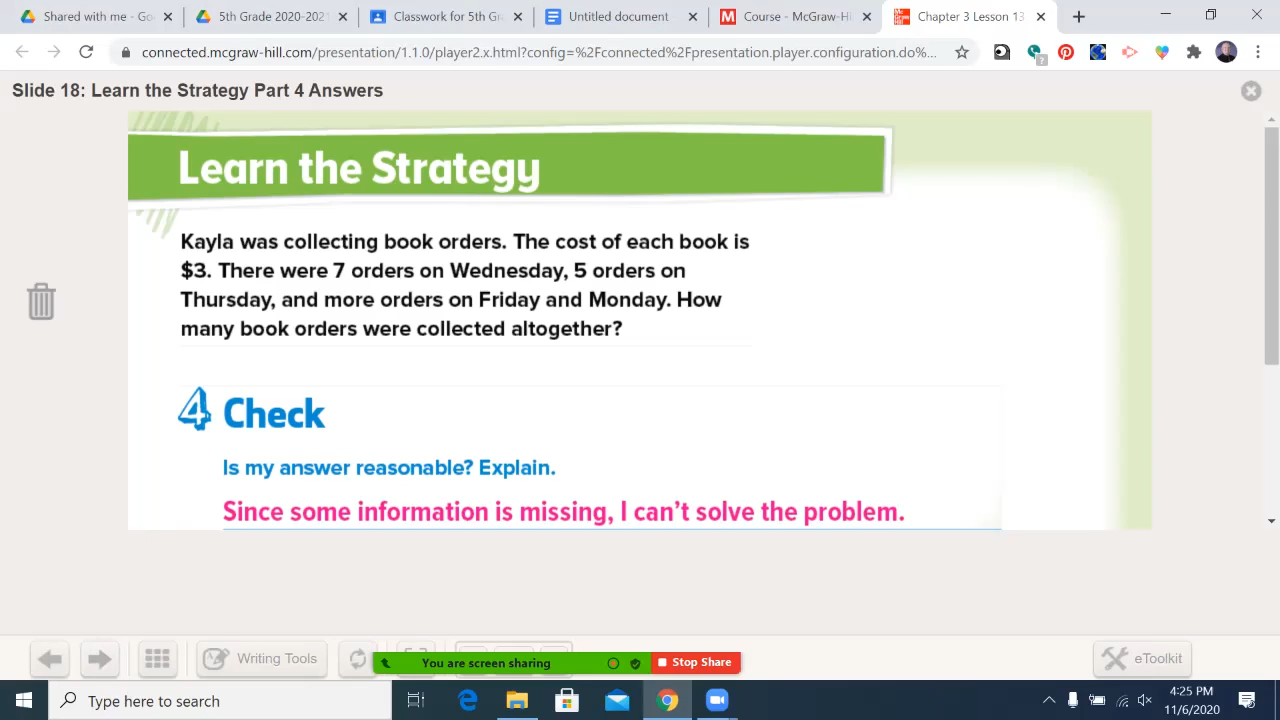 Shared with me - Go
5th Grade 2020-2021
Classwork for 5th G
Untitled document
Course - McGraw-Hi
Chapter 3 Lesson 13
connected.mcgraw-hill.com/presentation/1.1.0/player2.x.html?config=%2Fconnected%2Fpresentation.player.configuration.do%...
Slide 18: Learn the Strategy Part 4 Answers
Learn the Strategy
Kayla was collecting book orders. The cost of each book is
$3. There were 7 orders on Wednesday, 5 orders on
Thursday, and more orders on Friday and Monday. How
many book orders were collected altogether?
4 Check
Is my answer reasonable? Explain.
Since some information is missing, I can't solve the problem.
Writing Tools
eToolkit
You are screen sharing
Stop Share
Type here to search
4:25 PM
11/6/2020